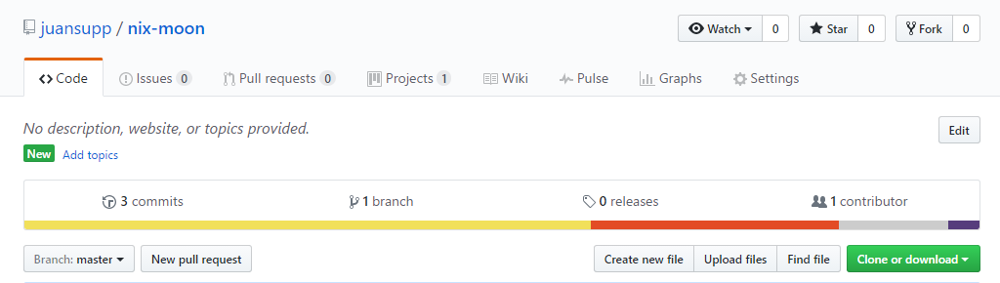 juansupp / nix-moon Watch 0 Star 0 Fork 0
Code Issues 0 Pull requests 0 Projects 1 Wiki Pulse Graphs Settings
No description, website, or topics provided. Edit
New Add topics
3 commits 1 branch 0 releases 1 contributor
Branch: master New pull request Create new file Upload files Find file Clone or download